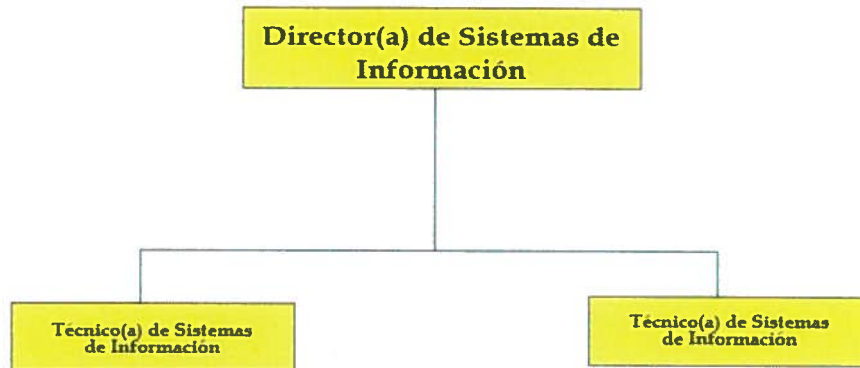 Director(a) de Sistemas de
Información
Técnico(a) de Sistemas
de Información
Técnico(a) de Sistemas
de Información